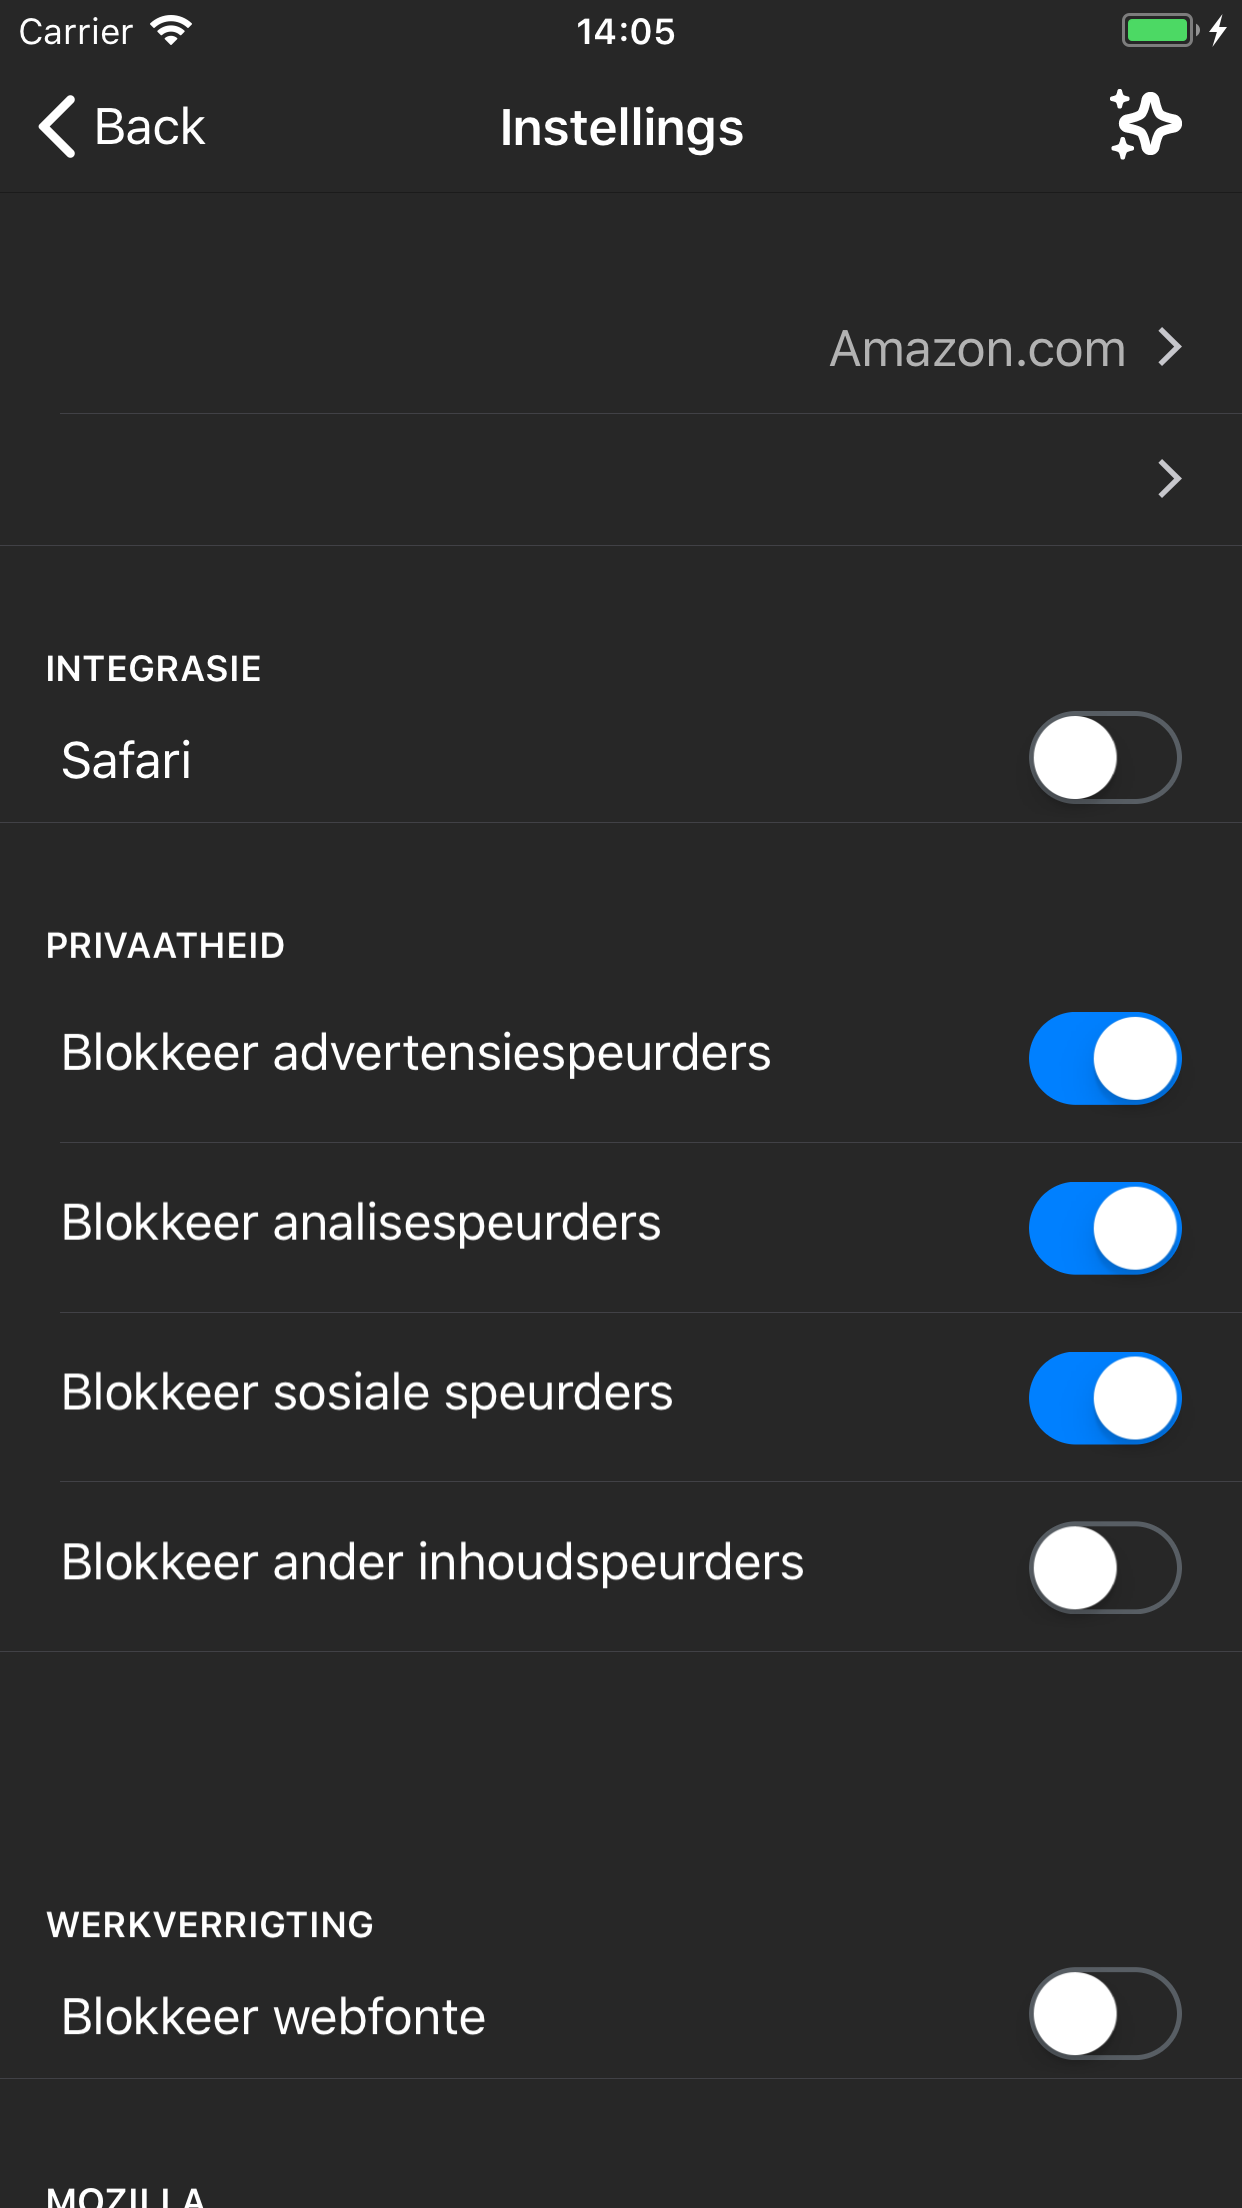 Carrier 14:05
Back Instellings
Amazon.com
INTEGRASIE
Safari
PRIVAATHEID
Blokkeer advertensiespeurders
Blokkeer analisespeurders
Blokkeer sosiale speurders
Blokkeer ander inhoudspeurders
WERKVERRIGTING
Blokkeer webfonte
MOZILLA